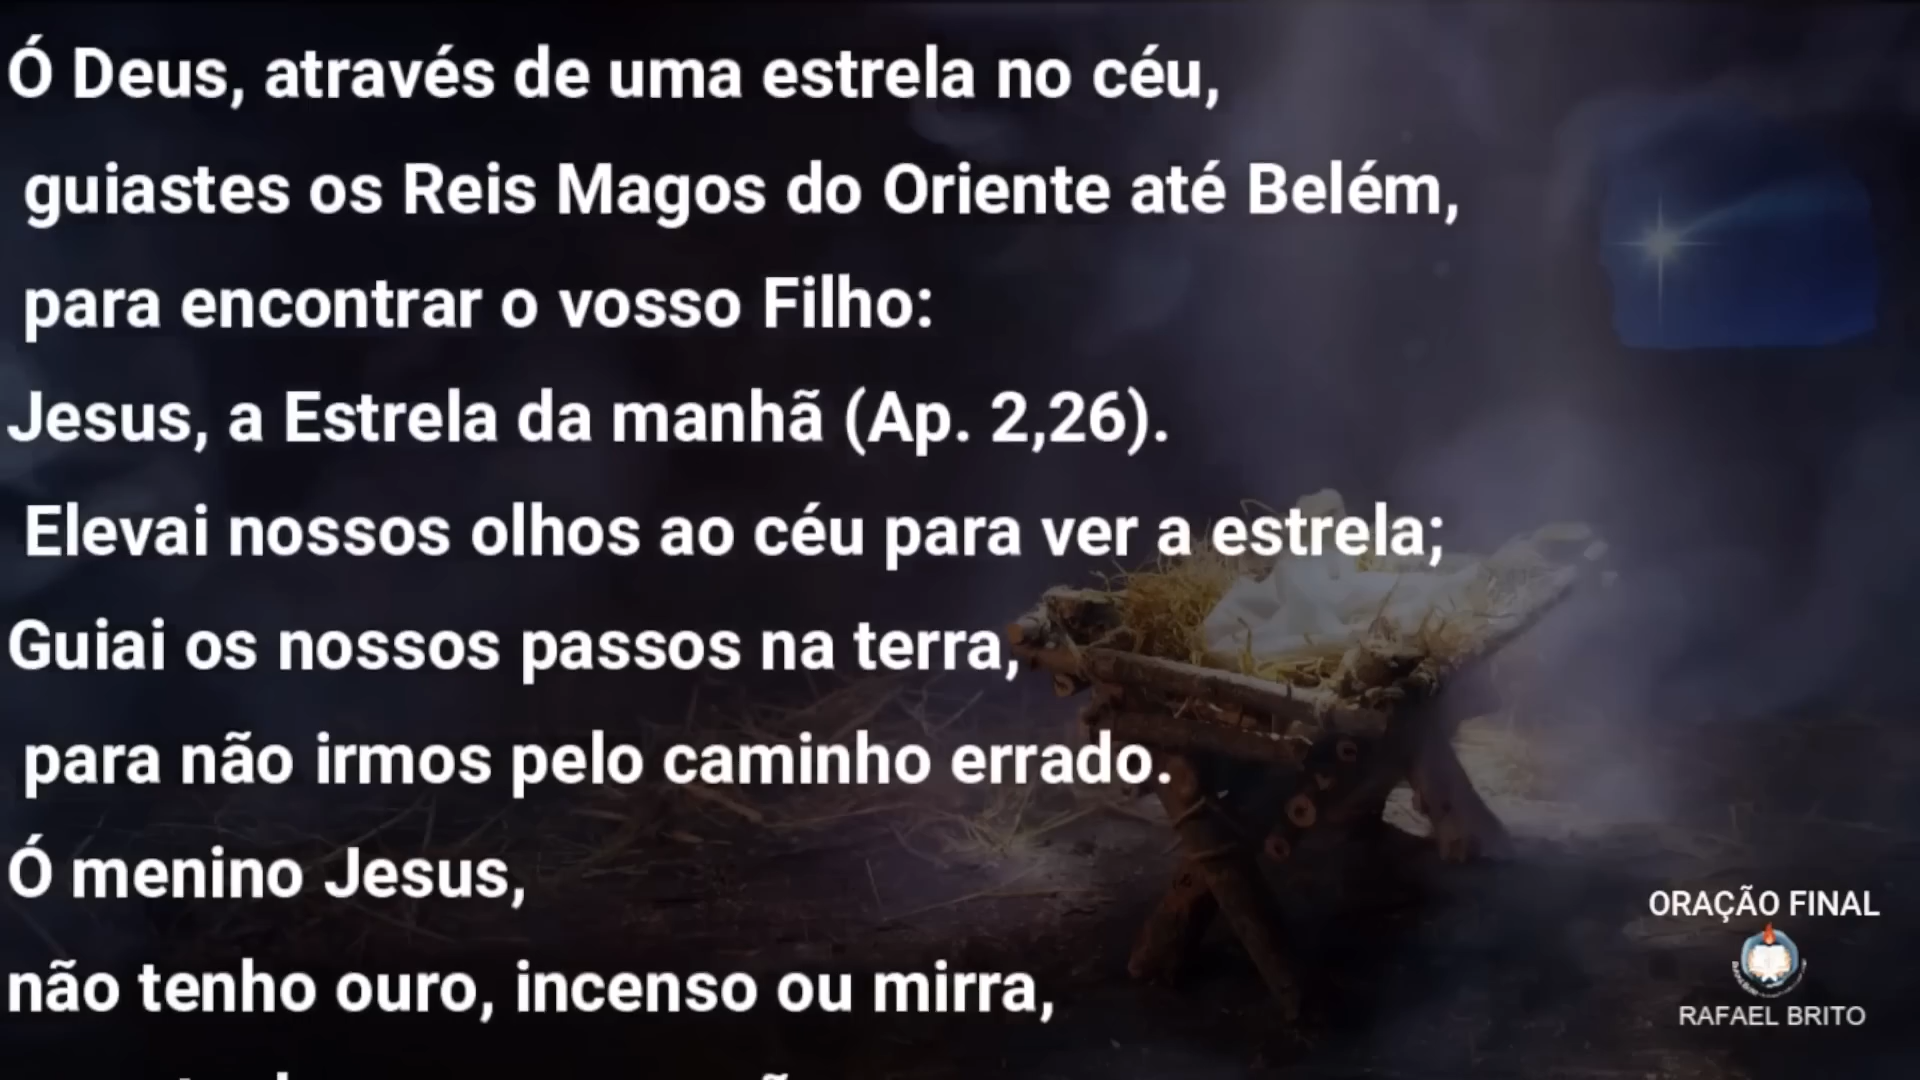 Ó Deus, através de uma estrela no céu,
guiastes os Reis Magos do Oriente até Belém,
para encontrar o vosso Filho:
Jesus, a Estrela da manhã (Ap. 2,26).
Elevai nossos olhos ao céu para ver a estrela;
Guiai os nossos passos na terra,
para não irmos pelo caminho errado.
Ó menino Jesus,
não tenho ouro, incenso ou mirra,
ORAÇÃO FINAL
RAFAEL BRITO